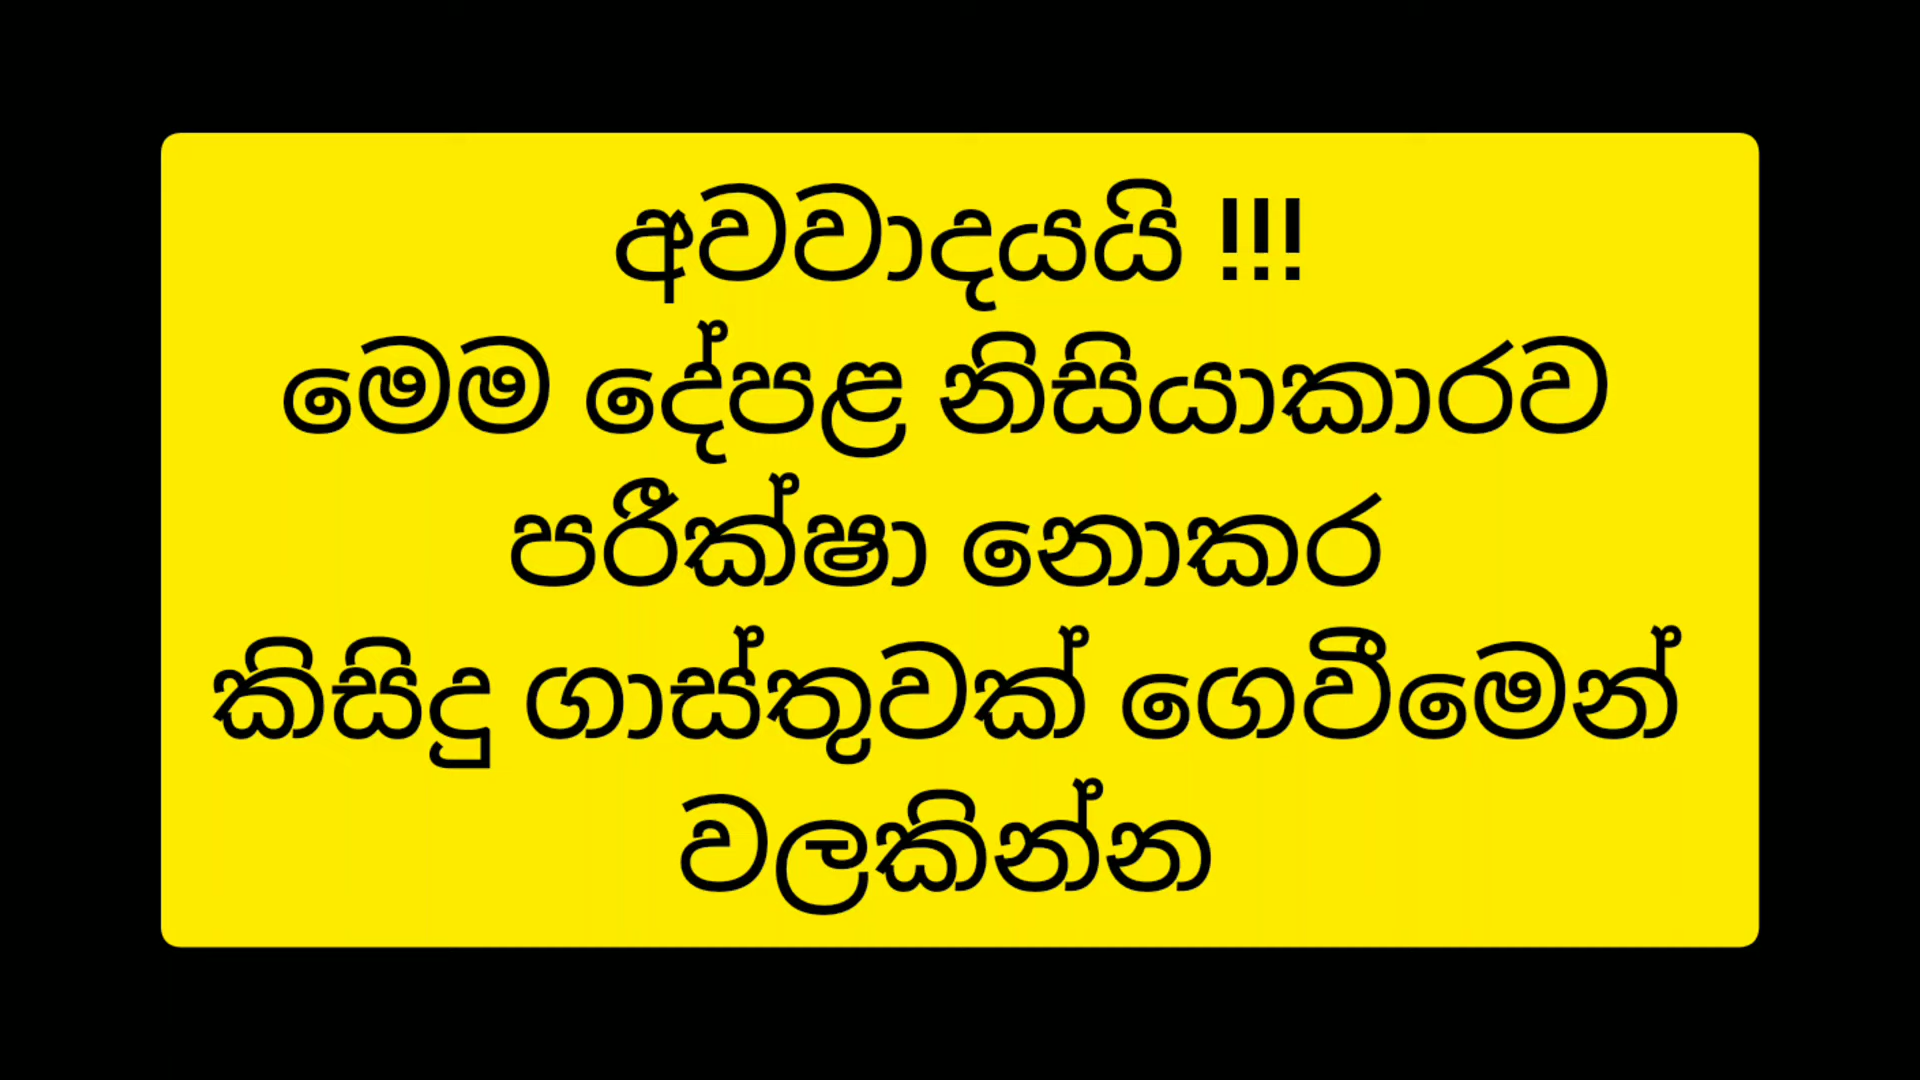 අවවාදයයි !!!
මෙම දේපළ නිසියාකාරව
පරීක්ෂා නොකර
කිසිදු ගාස්තුවක් ගෙවීමෙන්
වලකින්න